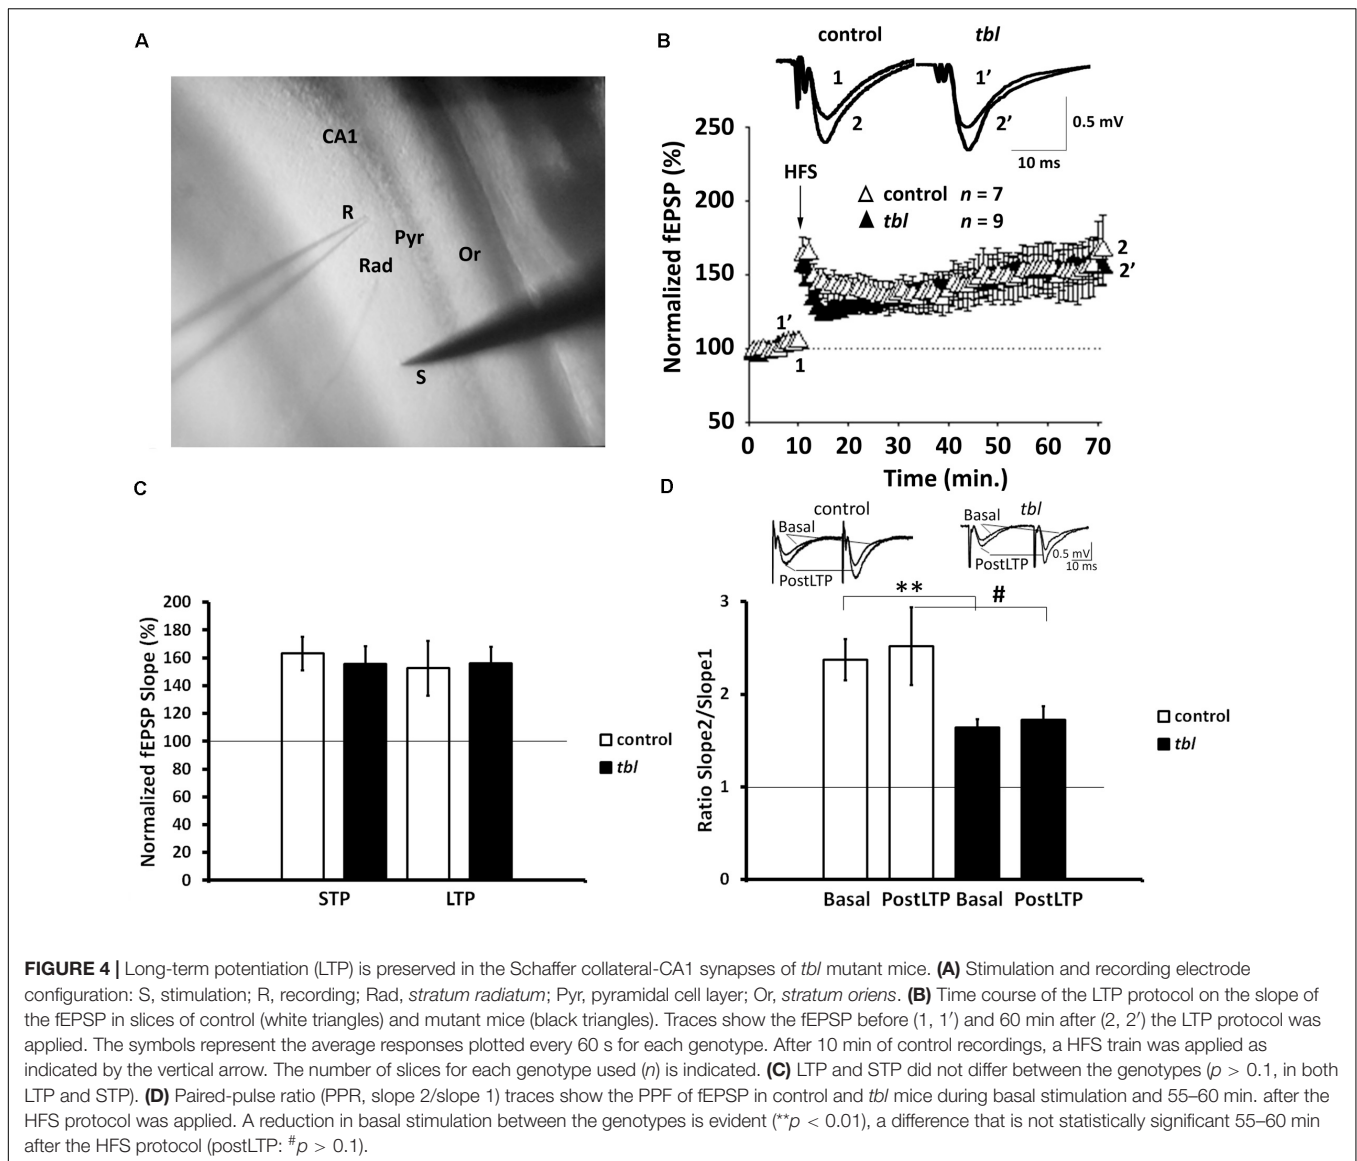 A
CA1
R
Pyr
Or
Rad
S
B
control
tbl
1
1′
2
2′
0.5 mV
10 ms
HFS
control n = 7
tbl n = 9
Normalized fEPSP (%)
250
200
150
100
50
1′
1
2
2′
0 10 20 30 40 50 60 70
Time (min.)
C
Normalized fEPSP Slope (%)
200
180
160
140
120
100
80
60
40
20
0
STP LTP
control
tbl
D
control
tbl
Basal
PostLTP
Basal
PostLTP
0.5 mV
10 ms
**
#
Ratio Slope2/Slope1
3
2
1
0
Basal PostLTP Basal PostLTP
control
tbl
FIGURE 4 | Long-term potentiation (LTP) is preserved in the Schaffer collateral-CA1 synapses of tbl mutant mice. (A) Stimulation and recording electrode
configuration: S, stimulation; R, recording; Rad, stratum radiatum; Pyr, pyramidal cell layer; Or, stratum oriens. (B) Time course of the LTP protocol on the slope of
the fEPSP in slices of control (white triangles) and mutant mice (black triangles). Traces show the fEPSP before (1, 1′) and 60 min after (2, 2′) the LTP protocol was
applied. The symbols represent the average responses plotted every 60 s for each genotype. After 10 min of control recordings, a HFS train was applied as
indicated by the vertical arrow. The number of slices for each genotype used (n) is indicated. (C) LTP and STP did not differ between the genotypes (p > 0.1, in both
LTP and STP). (D) Paired-pulse ratio (PPR, slope 2/slope 1) traces show the PPF of fEPSP in control and tbl mice during basal stimulation and 55–60 min. after the
HFS protocol was applied. A reduction in basal stimulation between the genotypes is evident (**p < 0.01), a difference that is not statistically significant 55–60 min
after the HFS protocol (postLTP: #p > 0.1).